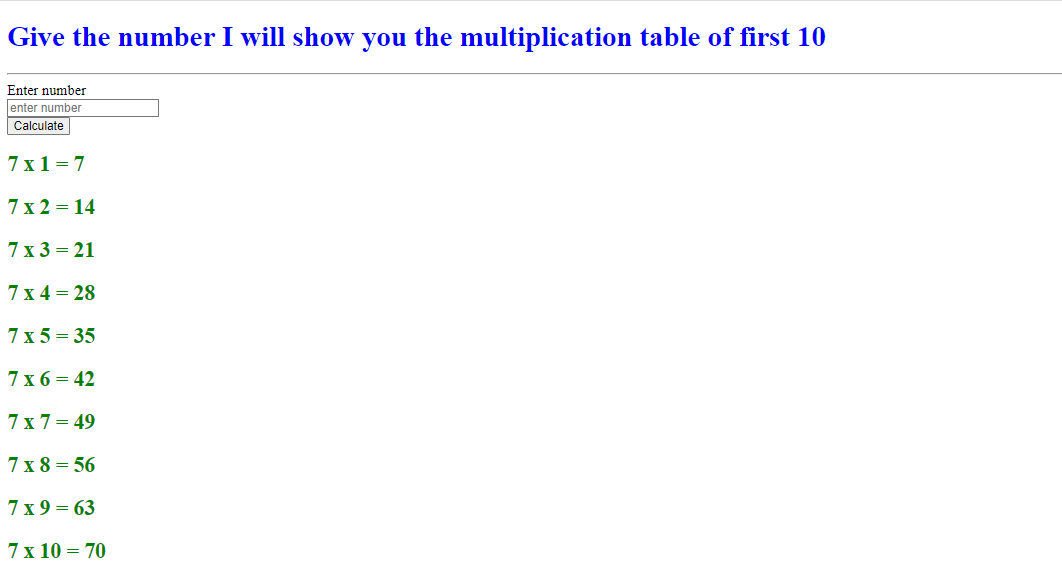 Give the number I will show you the multiplication table of first 10
Enter number
enter number
Calculate
7 x 1 = 7
7 x 2 = 14
7 x 3 = 21
7 x 4 = 28
7 x 5 = 35
7 x 6 = 42
7 x 7 = 49
7 x 8 = 56
7 x 9 = 63
7 x 10 = 70